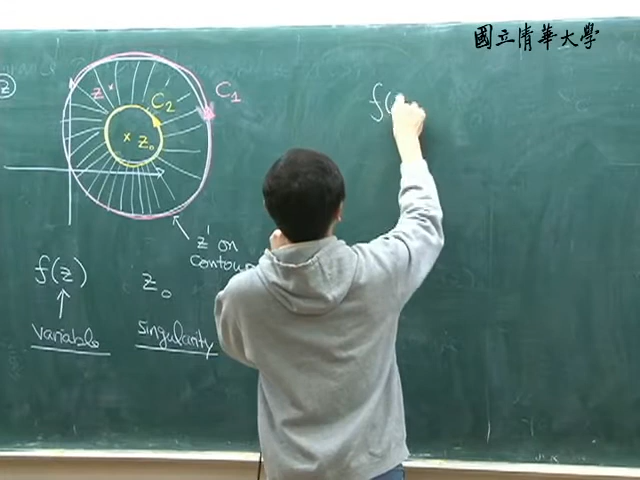 國立清華大學
z
z
C₂
C₁
× z₀
z' on
contour
f(z)
z₀
variable
singularity
f(